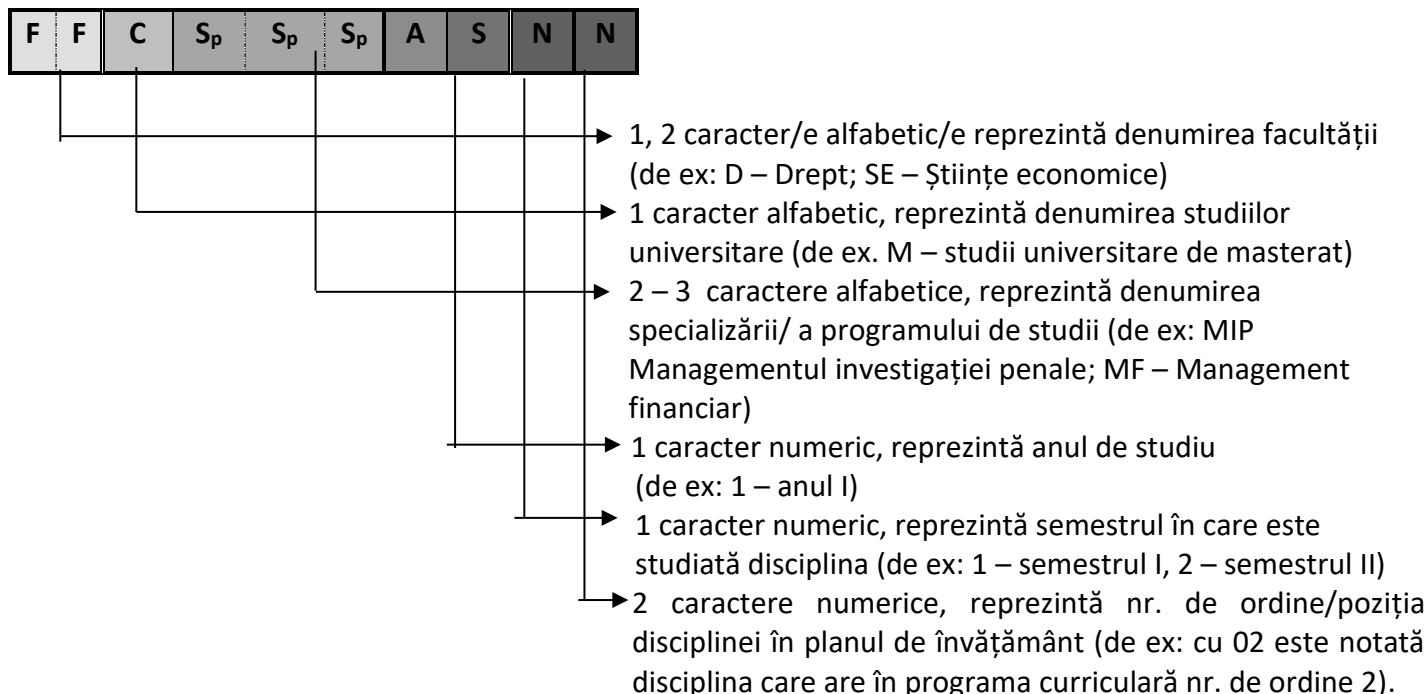 F F C Sp Sp Sp A S N N
1, 2 caracter/e alfabetic/e reprezintă denumirea facultății
(de ex: D – Drept; SE – Științe economice)
1 caracter alfabetic, reprezintă denumirea studiilor
universitare (de ex. M – studii universitare de masterat)
2 – 3 caractere alfabetice, reprezintă denumirea
specializării/ a programului de studii (de ex: MIP
Managementul investigației penale; MF – Management
financiar)
1 caracter numeric, reprezintă anul de studiu
(de ex: 1 – anul I)
1 caracter numeric, reprezintă semestrul în care este
studiată disciplina (de ex: 1 – semestrul I, 2 – semestrul II)
2 caractere numerice, reprezintă nr. de ordine/poziția
disciplinei în planul de învățământ (de ex: cu 02 este notată
disciplina care are în programa curriculară nr. de ordine 2).